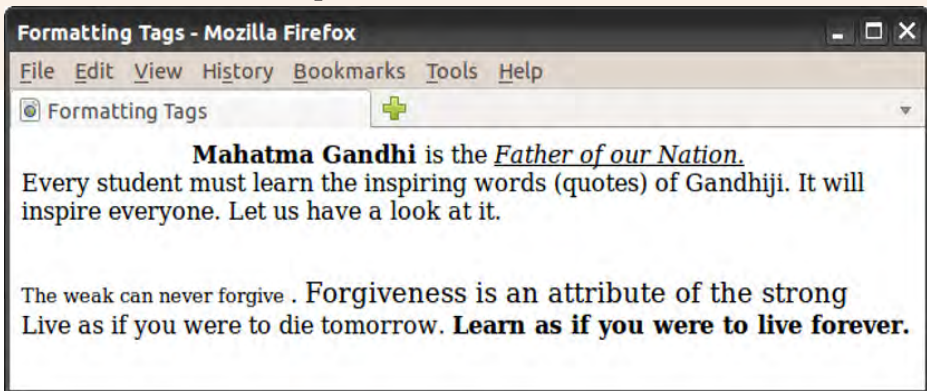 Formatting Tags - Mozilla Firefox
File Edit View History Bookmarks Tools Help
Formatting Tags
Mahatma Gandhi is the Father of our Nation.
Every student must learn the inspiring words (quotes) of Gandhiji. It will
inspire everyone. Let us have a look at it.
The weak can never forgive . Forgiveness is an attribute of the strong
Live as if you were to die tomorrow. Learn as if you were to live forever.